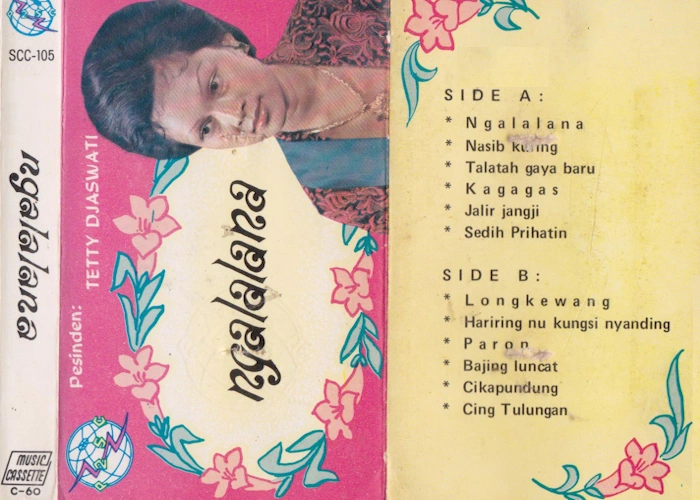 SCC-105
ngalalana
MUSIC
CASSETTE
C-60
Pesinden:
TETTY DJASWATI
ngalalana
SIDE A:
* Ngalalana
* Nasib kuring
* Talatah gaya baru
* Kagagas
* Jalir jangji
* Sedih Prihatin
SIDE B:
* Longkewang
* Hariring nu kungsi nyanding
* Paron
* Bajing luncat
* Cikapundung
* Cing Tulungan